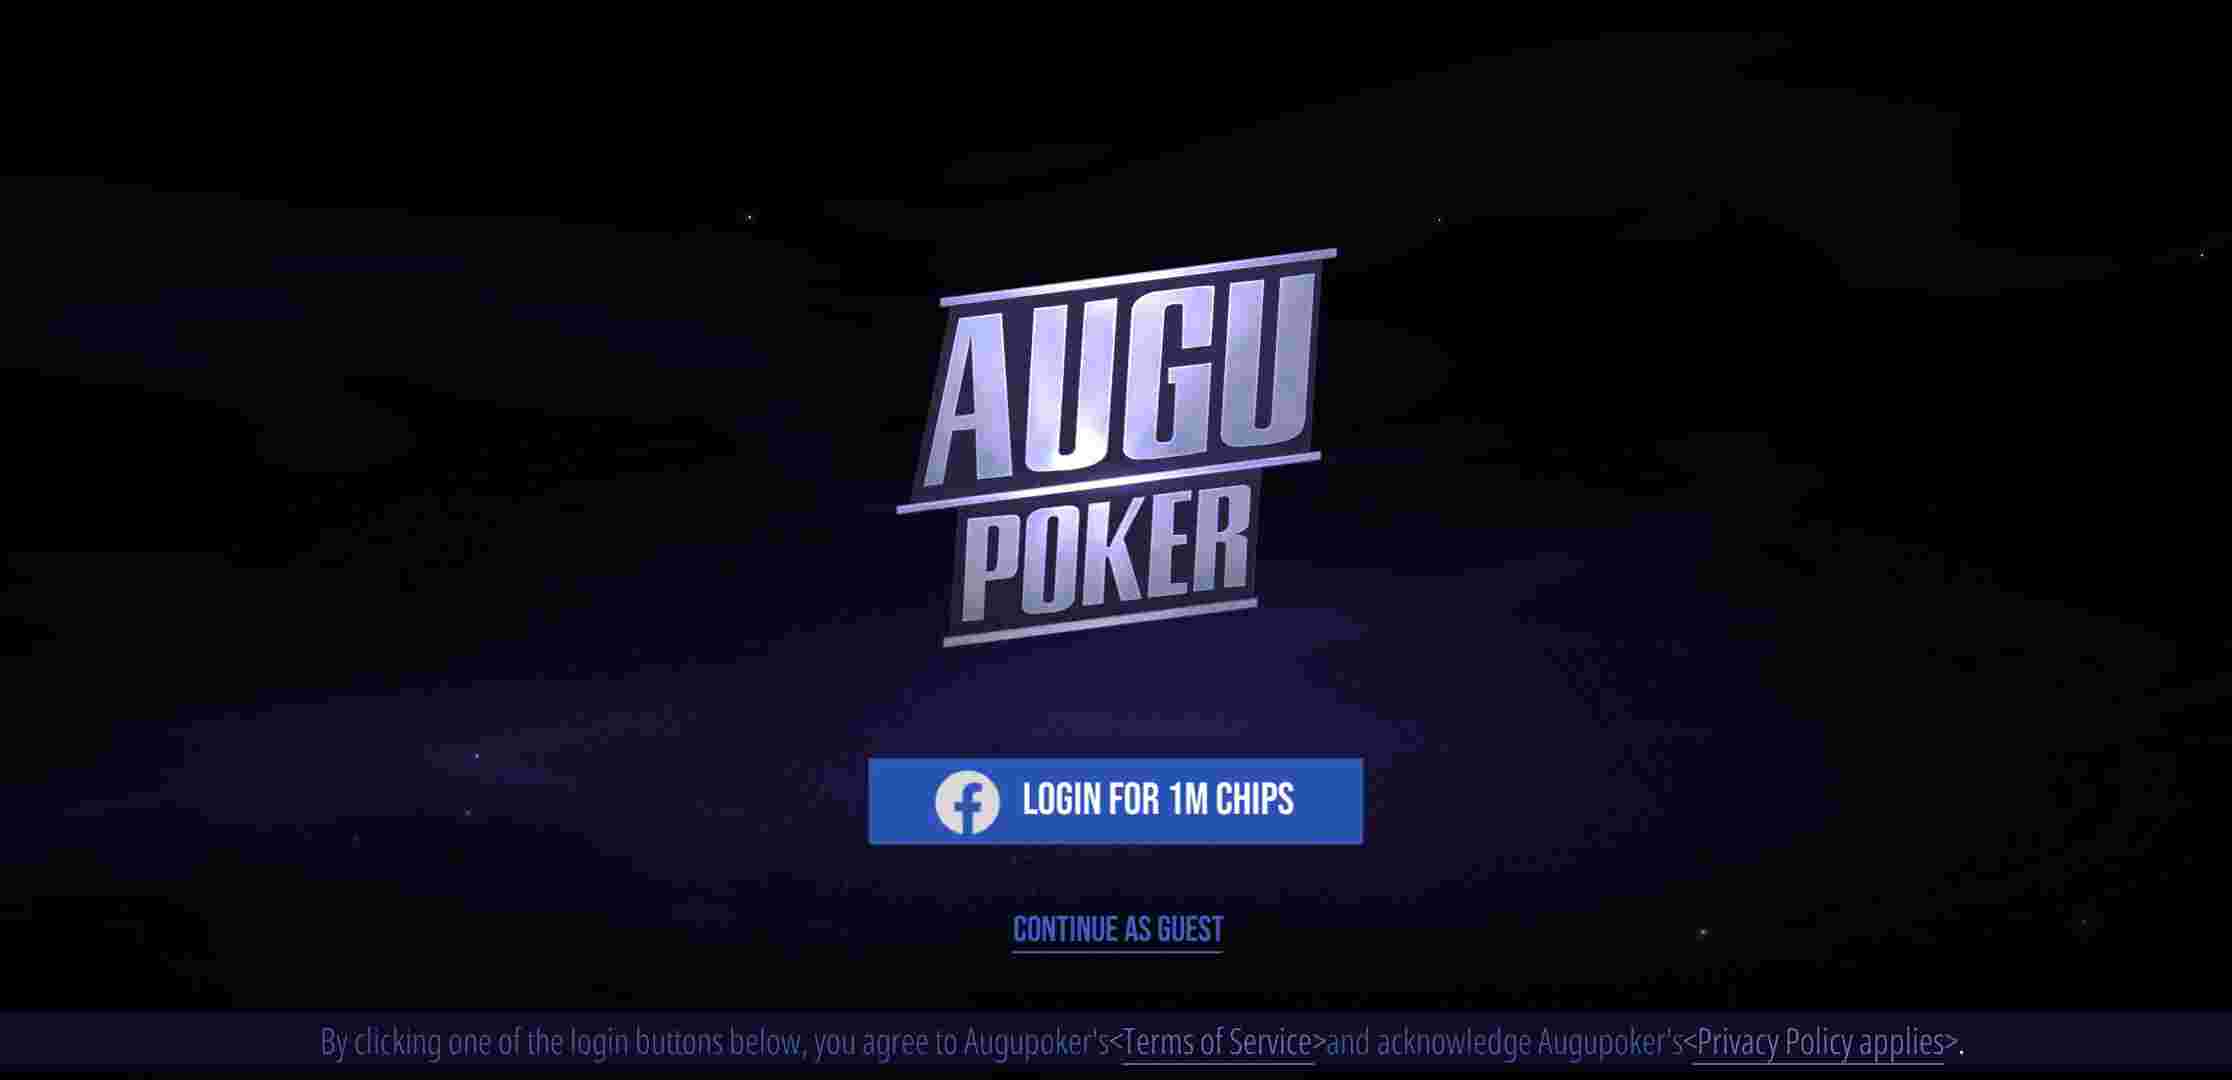 AUGU
POKER
LOGIN FOR 1M CHIPS
CONTINUE AS GUEST
By clicking one of the login buttons below, you agree to Augupoker's<Terms of Service>and acknowledge Augupoker's<Privacy Policy applies>.